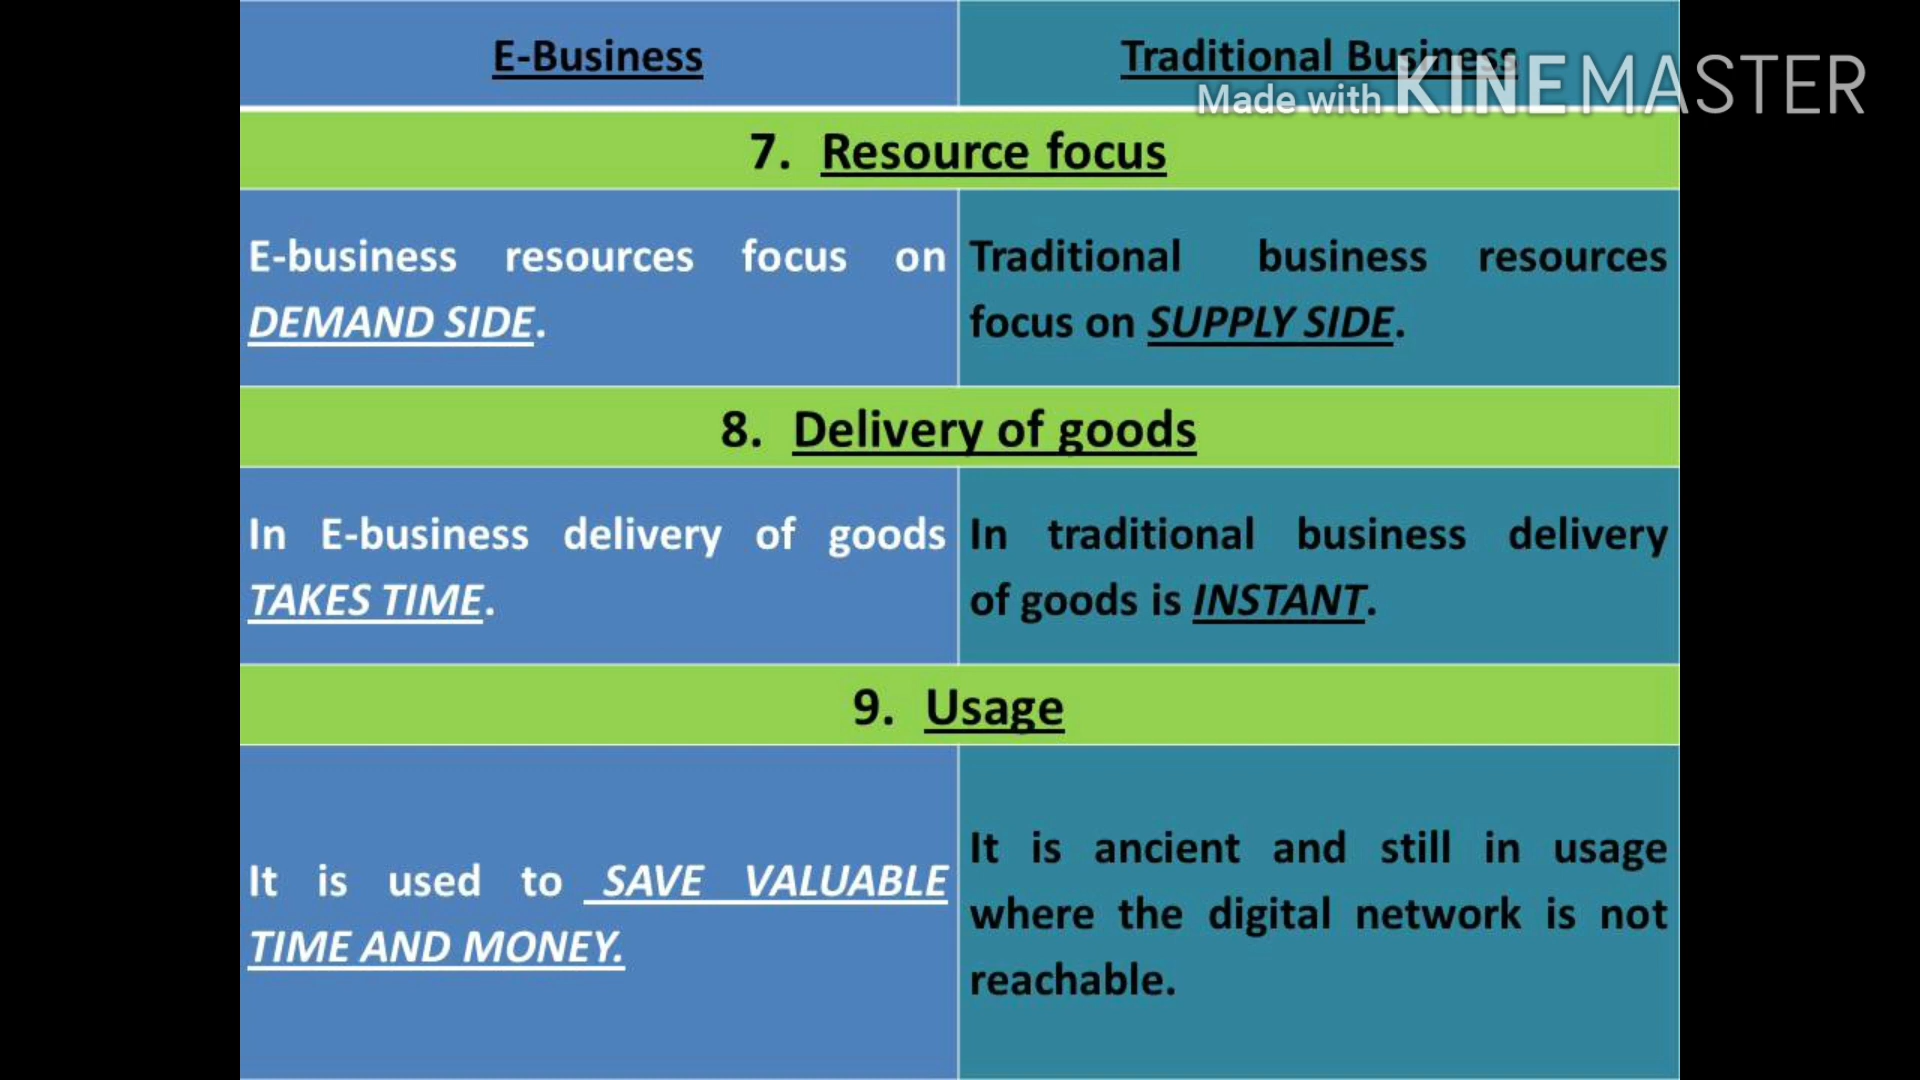 E-Business
Traditional Business
Made with KINEMASTER
7. Resource focus
E-business resources focus on
DEMAND SIDE.
Traditional business resources
focus on SUPPLY SIDE.
8. Delivery of goods
In E-business delivery of goods
TAKES TIME.
In traditional business delivery
of goods is INSTANT.
9. Usage
It is used to SAVE VALUABLE
TIME AND MONEY.
It is ancient and still in usage
where the digital network is not
reachable.